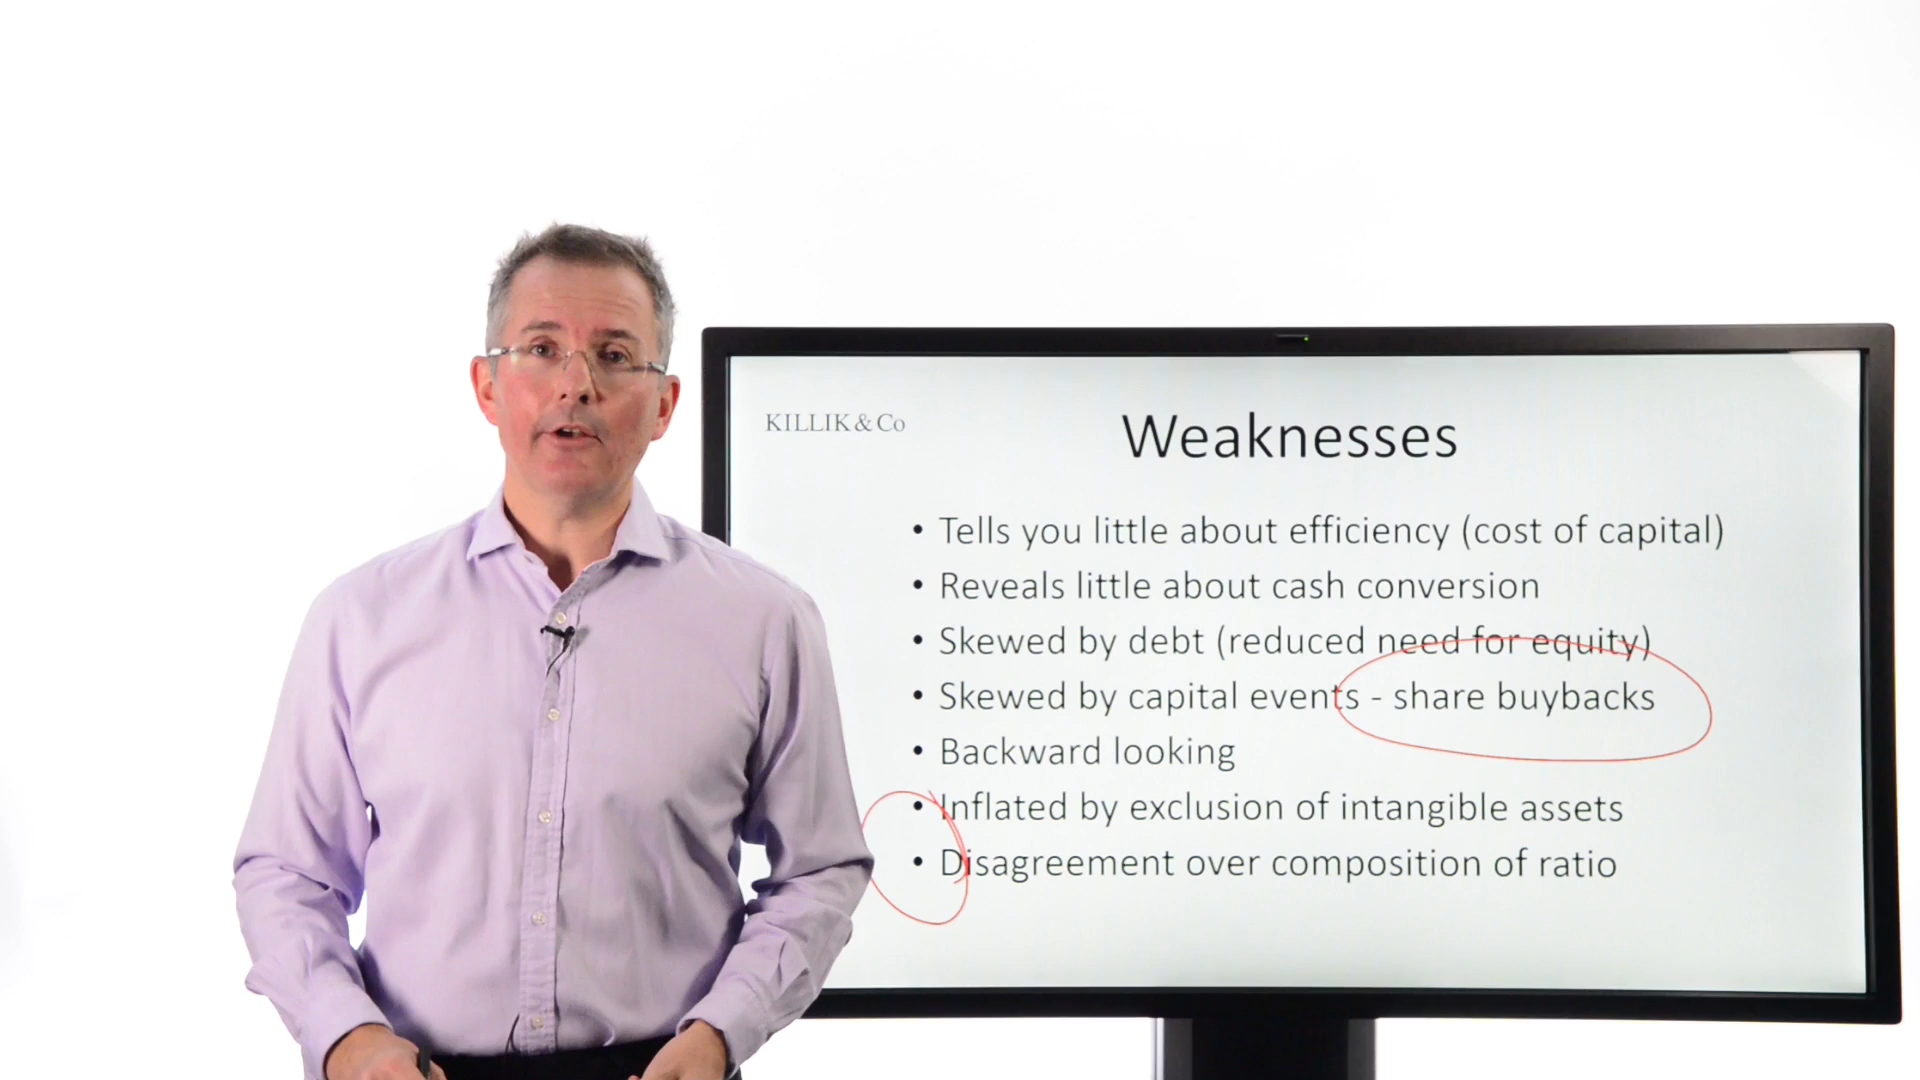 KILLIK & Co
Weaknesses
• Tells you little about efficiency (cost of capital)
• Reveals little about cash conversion
• Skewed by debt (reduced need for equity)
• Skewed by capital events - share buybacks
• Backward looking
• Inflated by exclusion of intangible assets
• Disagreement over composition of ratio